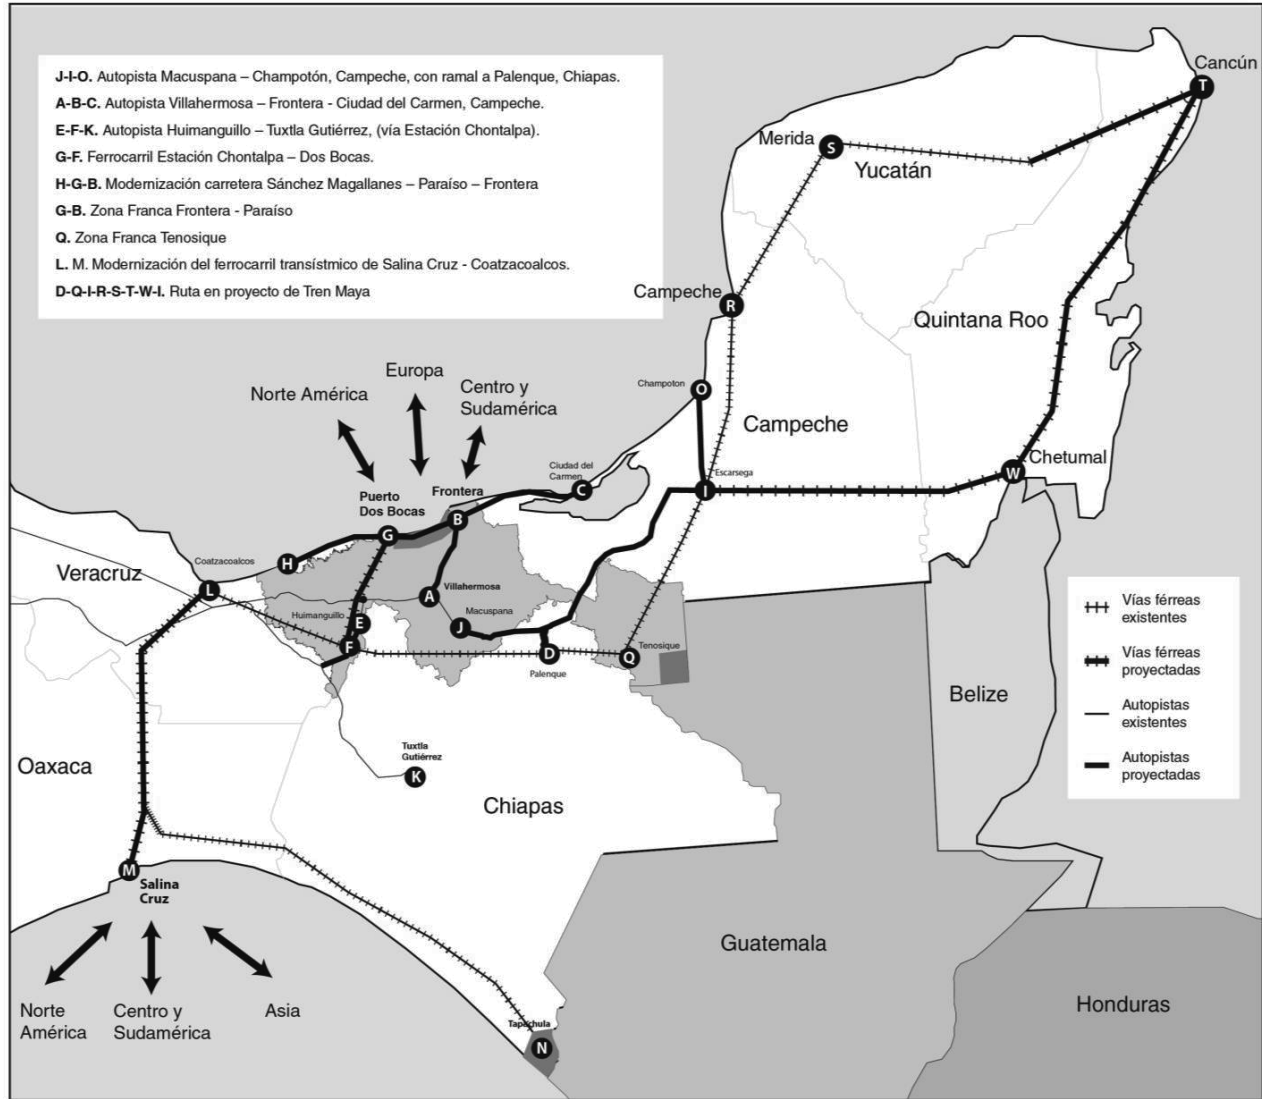 J-I-O. Autopista Macuspana – Champotón, Campeche, con ramal a Palenque, Chiapas.
A-B-C. Autopista Villahermosa – Frontera - Ciudad del Carmen, Campeche.
E-F-K. Autopista Huimanguillo – Tuxtla Gutiérrez, (vía Estación Chontalpa).
G-F. Ferrocarril Estación Chontalpa – Dos Bocas.
H-G-B. Modernización carretera Sánchez Magallanes – Paraíso – Frontera
G-B. Zona Franca Frontera - Paraíso
Q. Zona Franca Tenosique
L. M. Modernización del ferrocarril transístmico de Salina Cruz - Coatzacoalcos.
D-Q-I-R-S-T-W-I. Ruta en proyecto de Tren Maya
Cancún
T
Merida
S
Yucatán
Campeche
R
Quintana Roo
Norte América
Europa
Centro y
Sudamérica
Champoton
O
Campeche
Chetumal
W
Escarsega
I
Ciudad del
Carmen
C
Puerto
Dos Bocas
Frontera
B
G
Coatzacoalcos
H
Veracruz
L
Villahermosa
A
Huimanguillo
E
Macuspana
J
F
D
Palenque
Tenosique
Q
Tuxtla
Gutiérrez
K
Oaxaca
Chiapas
Belize
Vías férreas
existentes
Vías férreas
proyectadas
Autopistas
existentes
Autopistas
proyectadas
M
Salina
Cruz
Norte
América
Centro y
Sudamérica
Asia
Tapachula
N
Guatemala
Honduras